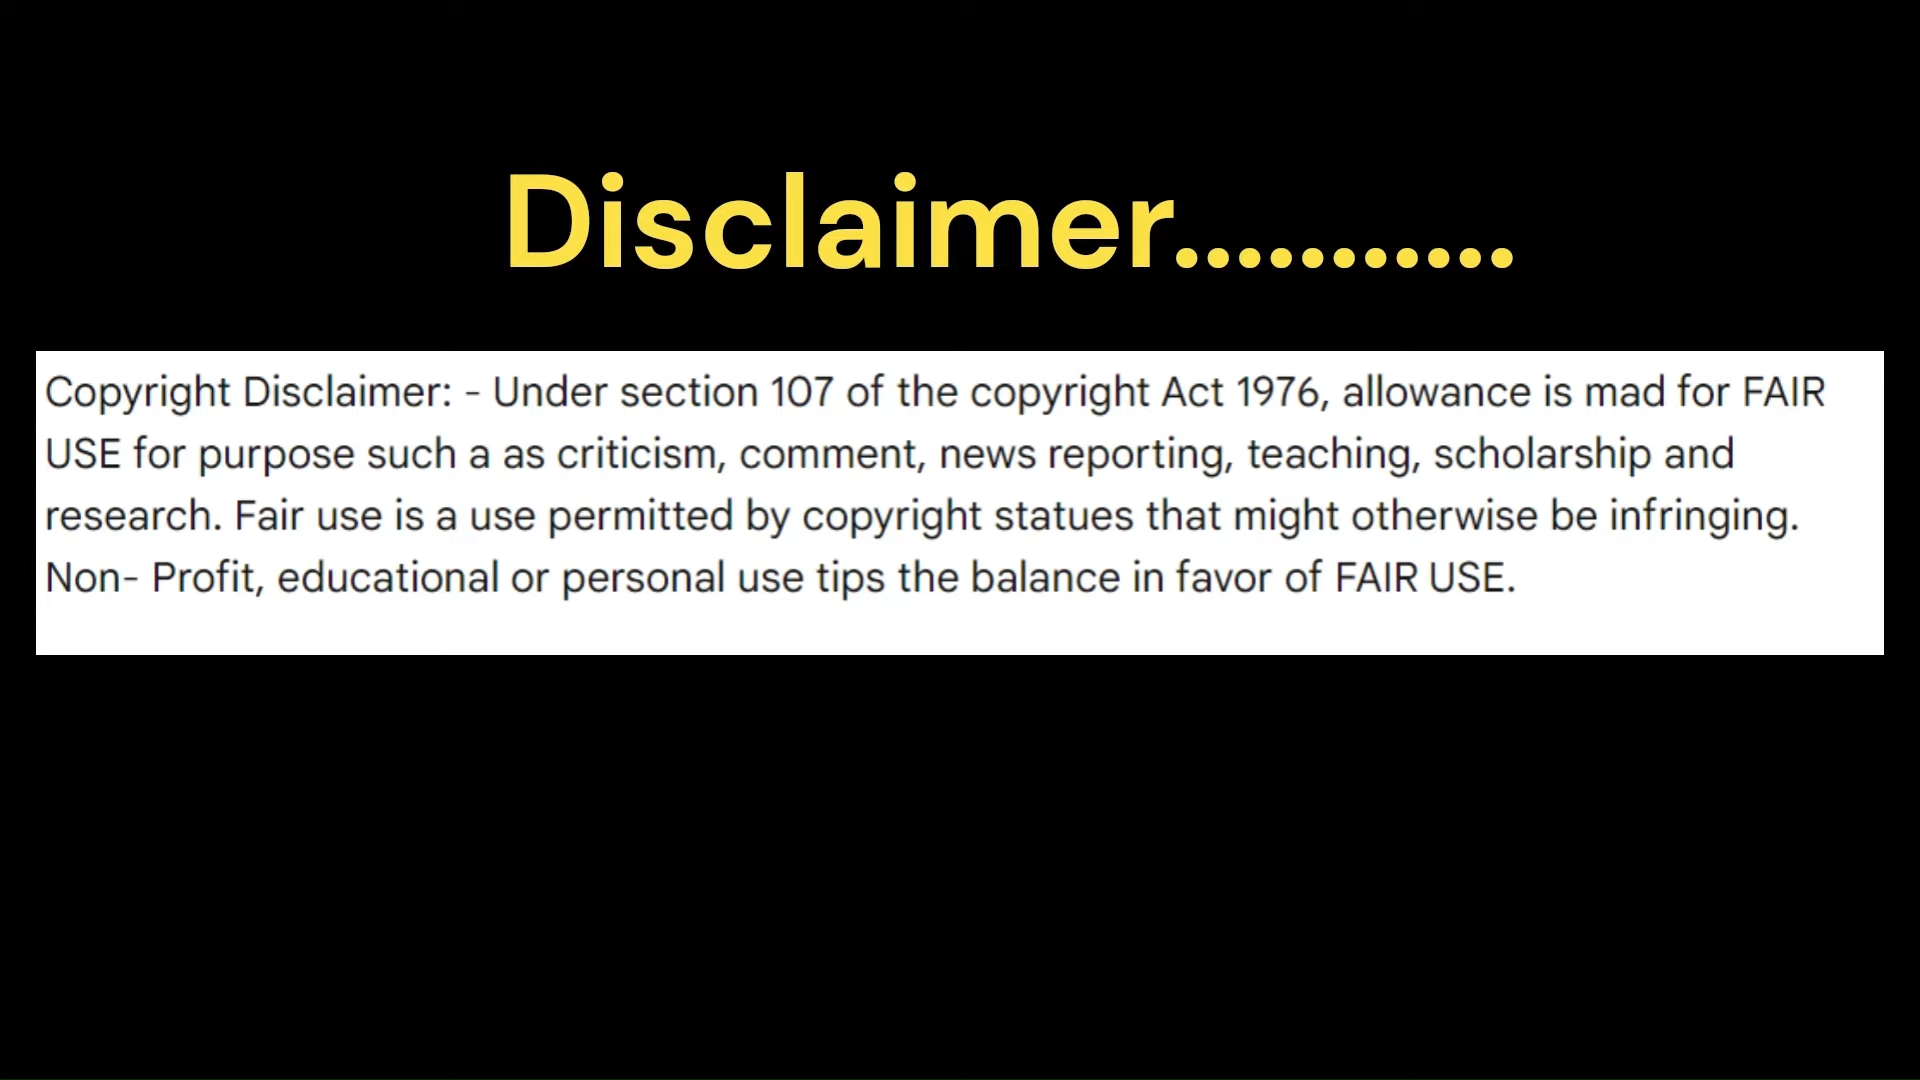 Disclaimer...........
Copyright Disclaimer: - Under section 107 of the copyright Act 1976, allowance is mad for FAIR
USE for purpose such a as criticism, comment, news reporting, teaching, scholarship and
research. Fair use is a use permitted by copyright statues that might otherwise be infringing.
Non- Profit, educational or personal use tips the balance in favor of FAIR USE.